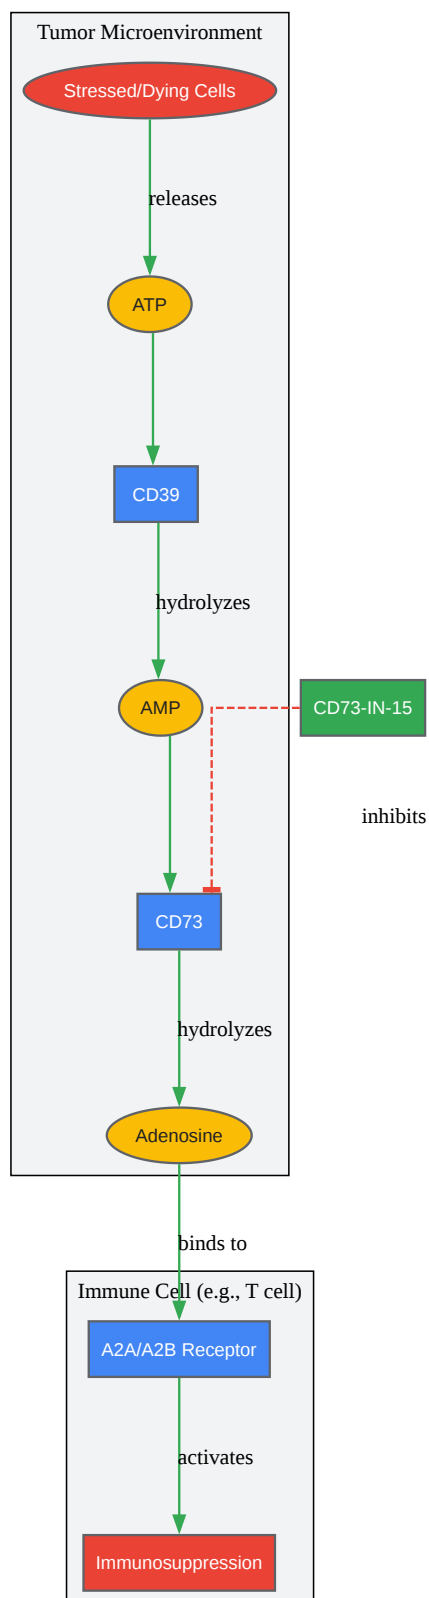 Tumor Microenvironment
Stressed/Dying Cells
releases
ATP
CD39
hydrolyzes
AMP
CD73-IN-15
inhibits
CD73
hydrolyzes
Adenosine
binds to
Immune Cell (e.g., T cell)
A2A/A2B Receptor
activates
Immunosuppression